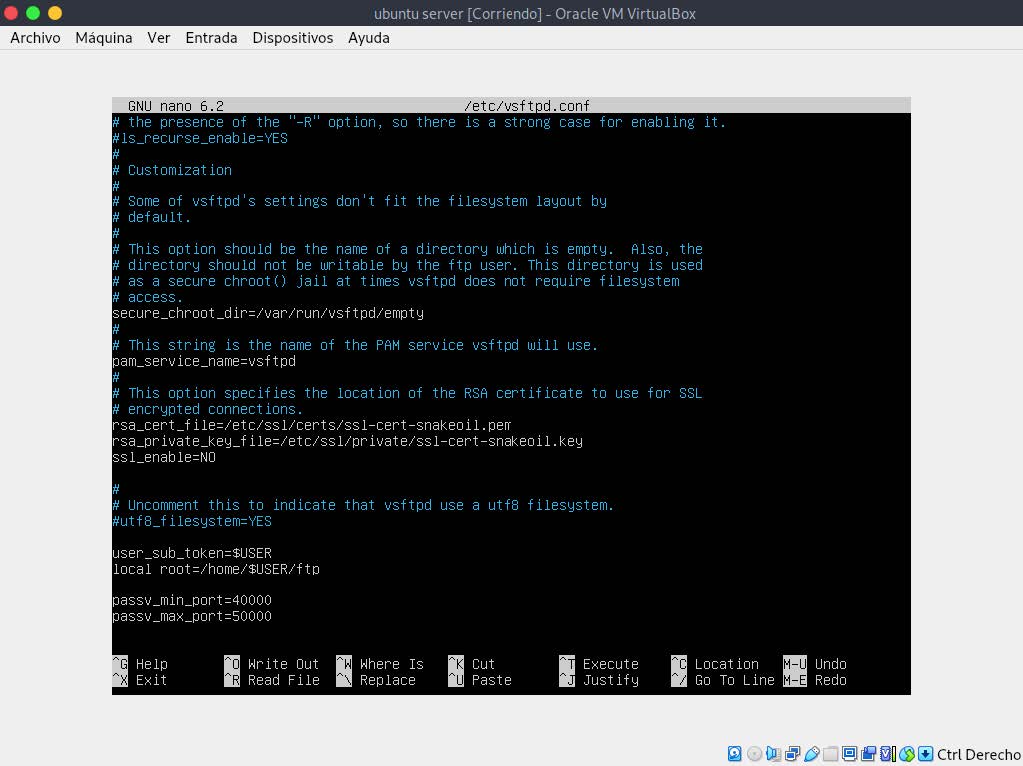 ubuntu server [Corriendo] - Oracle VM VirtualBox
Archivo Máquina Ver Entrada Dispositivos Ayuda
GNU nano 6.2 /etc/vsftpd.conf
# the presence of the "-R" option, so there is a strong case for enabling it.
#ls_recurse_enable=YES
#
# Customization
#
# Some of vsftpd's settings don't fit the filesystem layout by
# default.
#
# This option should be the name of a directory which is empty.  Also, the
# directory should not be writable by the ftp user. This directory is used
# as a secure chroot() jail at times vsftpd does not require filesystem
# access.
secure_chroot_dir=/var/run/vsftpd/empty
#
# This string is the name of the PAM service vsftpd will use.
pam_service_name=vsftpd
#
# This option specifies the location of the RSA certificate to use for SSL
# encrypted connections.
rsa_cert_file=/etc/ssl/certs/ssl-cert-snakeoil.pem
rsa_private_key_file=/etc/ssl/private/ssl-cert-snakeoil.key
ssl_enable=NO
#
# Uncomment this to indicate that vsftpd use a utf8 filesystem.
#utf8_filesystem=YES
user_sub_token=$USER
local root=/home/$USER/ftp
passv_min_port=40000
passv_max_port=50000
^G Help ^O Write Out ^W Where Is ^K Cut ^T Execute ^C Location M-U Undo
^X Exit ^R Read File ^\ Replace ^U Paste ^J Justify ^/ Go To Line M-E Redo
Ctrl Derecho